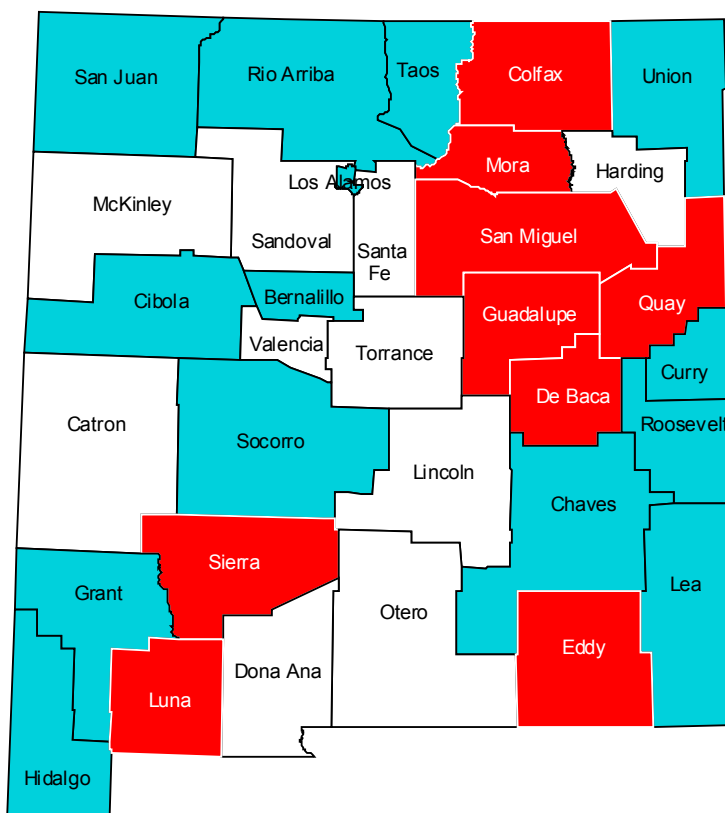 San Juan
Rio Arriba
Taos
Colfax
Union
McKinley
Los Alamos
Mora
Harding
Sandoval
Santa
Fe
San Miguel
Cibola
Bernalillo
Guadalupe
Quay
Valencia
Torrance
Curry
Catron
Socorro
De Baca
Roosevelt
Lincoln
Chaves
Sierra
Grant
Otero
Lea
Dona Ana
Eddy
Luna
Hidalgo